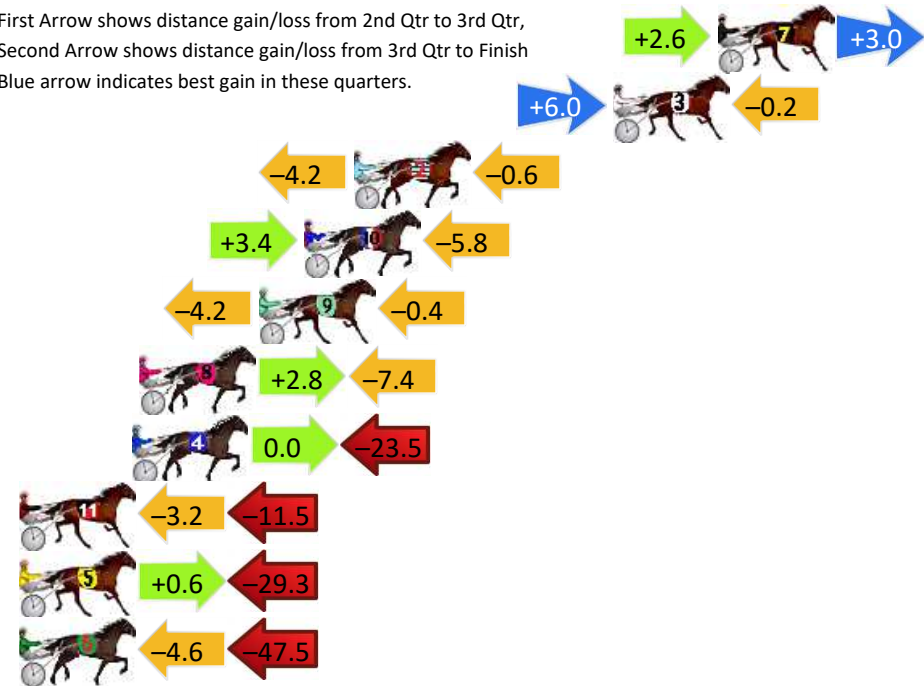 First Arrow shows distance gain/loss from 2nd Qtr to 3rd Qtr,
Second Arrow shows distance gain/loss from 3rd Qtr to Finish
Blue arrow indicates best gain in these quarters.
+2.6 7 +3.0
+6.0 3 –0.2
–4.2 2 –0.6
+3.4 10 –5.8
–4.2 9 –0.4
8 +2.8 –7.4
4 0.0 –23.5
11 –3.2 –11.5
5 +0.6 –29.3
6 –4.6 –47.5